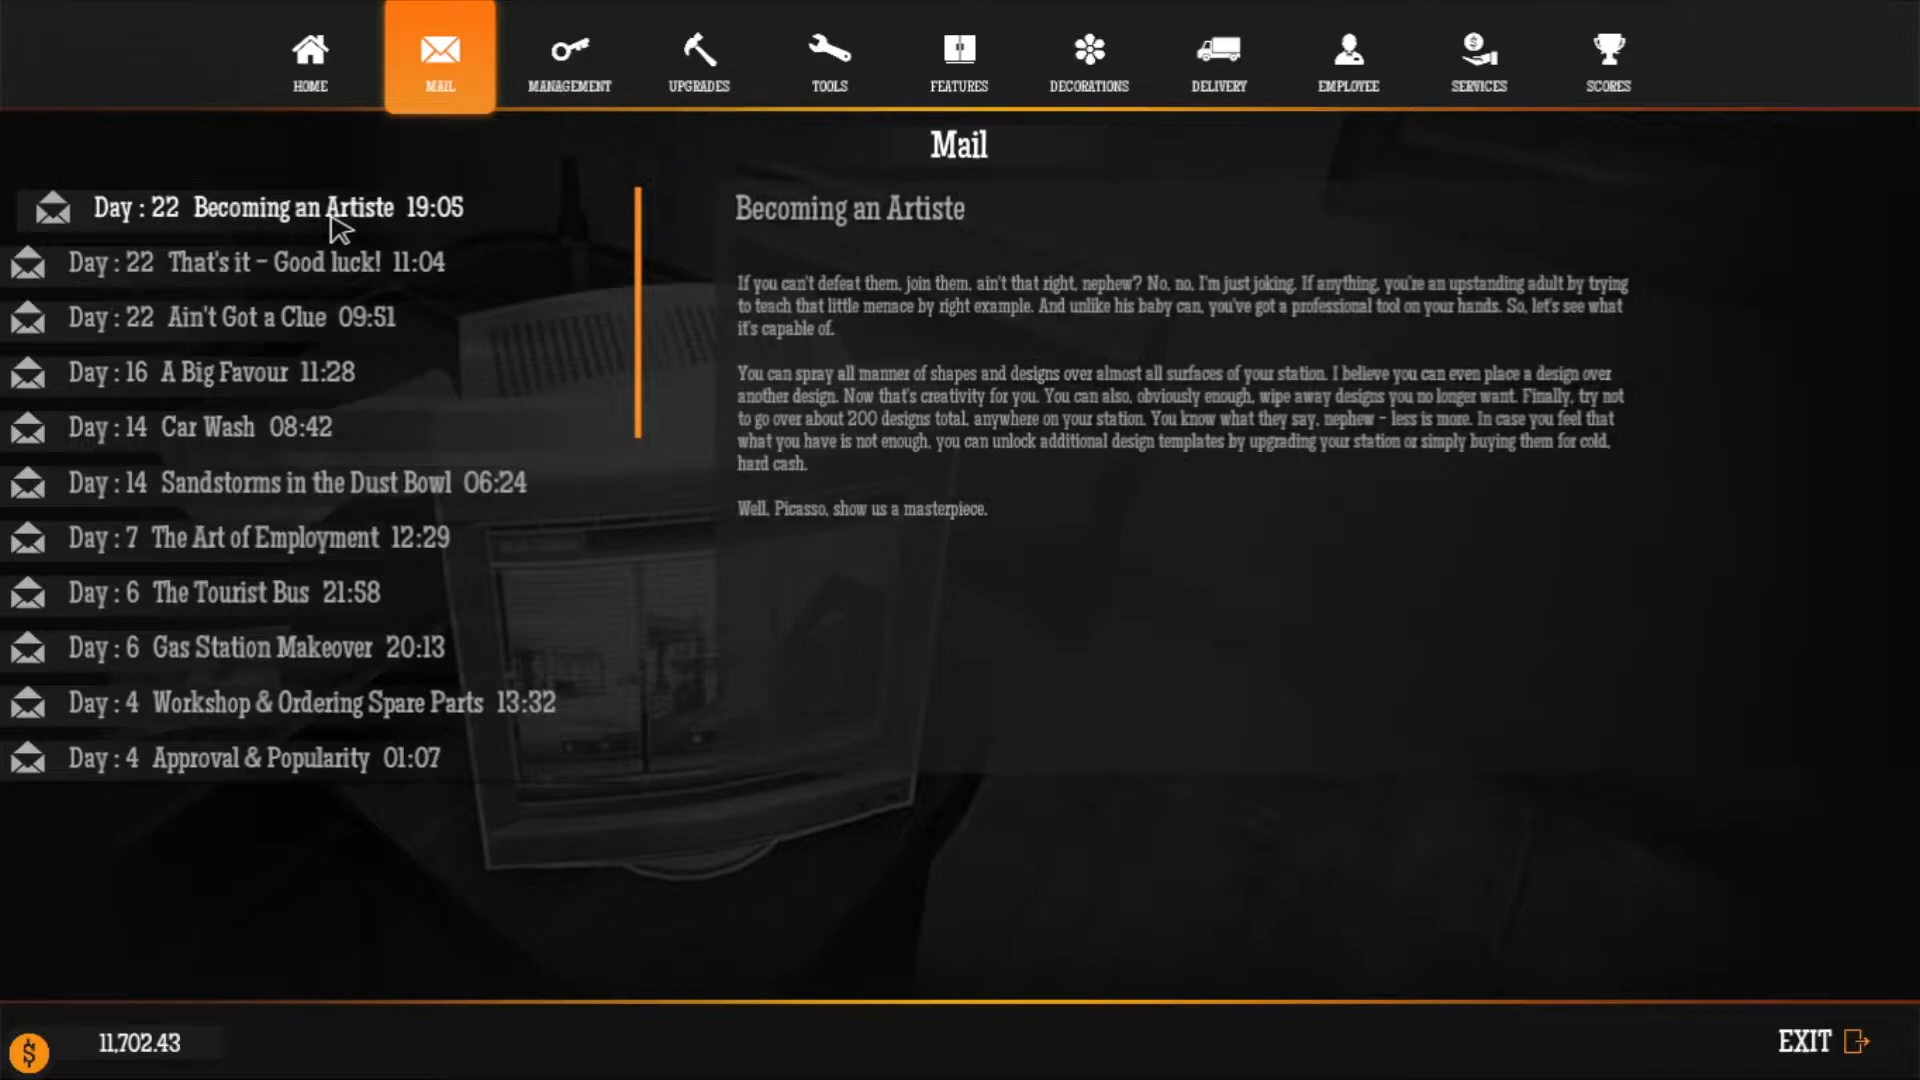 HOME
MAIL
MANAGEMENT
UPGRADES
TOOLS
FEATURES
DECORATIONS
DELIVERY
EMPLOYEE
SERVICES
SCORES
Mail
Day : 22 Becoming an Artiste 19:05
Day : 22 That's it – Good luck! 11:04
Day : 22 Ain't Got a Clue 09:51
Day : 16 A Big Favour 11:28
Day : 14 Car Wash 08:42
Day : 14 Sandstorms in the Dust Bowl 06:24
Day : 7 The Art of Employment 12:29
Day : 6 The Tourist Bus 21:58
Day : 6 Gas Station Makeover 20:13
Day : 4 Workshop & Ordering Spare Parts 13:32
Day : 4 Approval & Popularity 01:07
Becoming an Artiste
If you can't defeat them, join them, ain't that right, nephew? No, no, I'm just joking. If anything, you're an upstanding adult by trying
to teach that little menace by right example. And unlike his baby can, you've got a professional tool on your hands. So, let's see what
it's capable of.
You can spray all manner of shapes and designs over almost all surfaces of your station. I believe you can even place a design over
another design. Now that's creativity for you. You can also, obviously enough, wipe away designs you no longer want. Finally, try not
to go over about 200 designs total, anywhere on your station. You know what they say, nephew – less is more. In case you feel that
what you have is not enough, you can unlock additional design templates by upgrading your station or simply buying them for cold,
hard cash.
Well, Picasso, show us a masterpiece.
$ 11,702.43
EXIT